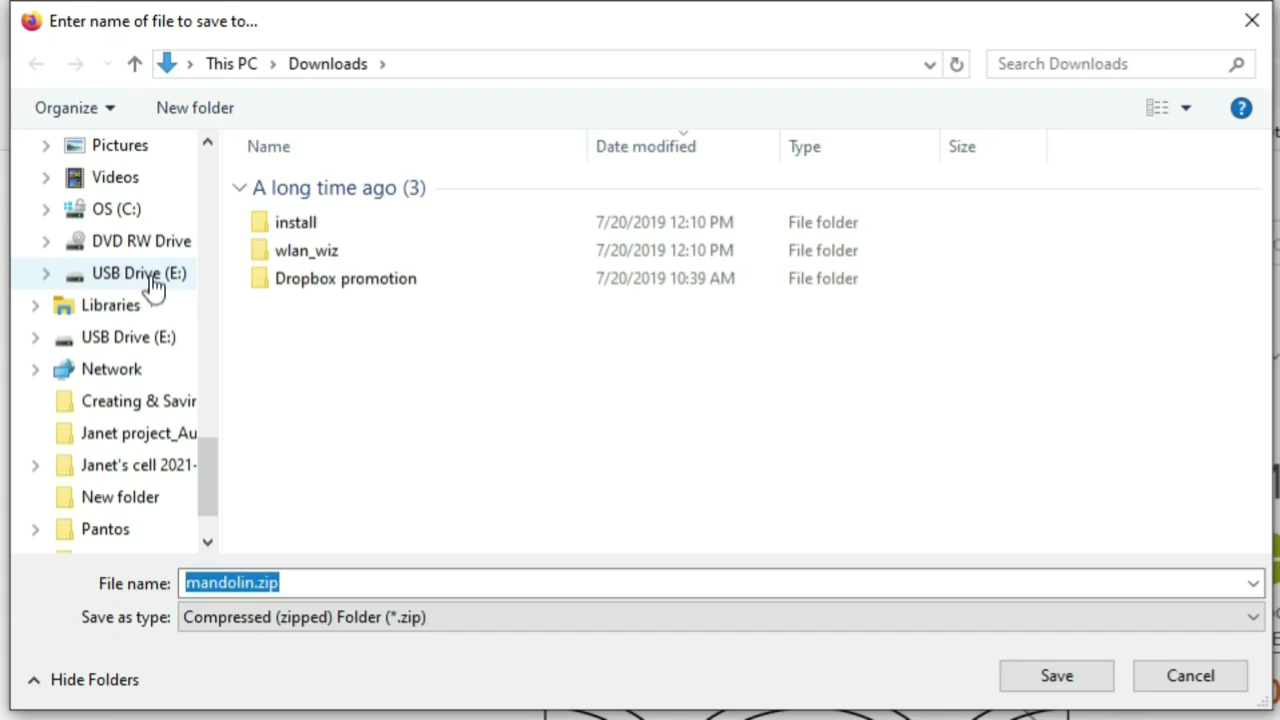 Enter name of file to save to...
This PC > Downloads >
Search Downloads
Organize
New folder
?
Pictures
Videos
OS (C:)
DVD RW Drive
USB Drive (E:)
Libraries
USB Drive (E:)
Network
Creating & Savin
Janet project_Au
Janet's cell 2021-
New folder
Pantos
Name
Date modified
Type
Size
A long time ago (3)
install 7/20/2019 12:10 PM File folder
wlan_wiz 7/20/2019 12:10 PM File folder
Dropbox promotion 7/20/2019 10:39 AM File folder
File name: mandolin.zip
Save as type: Compressed (zipped) Folder (*.zip)
Hide Folders
Save
Cancel